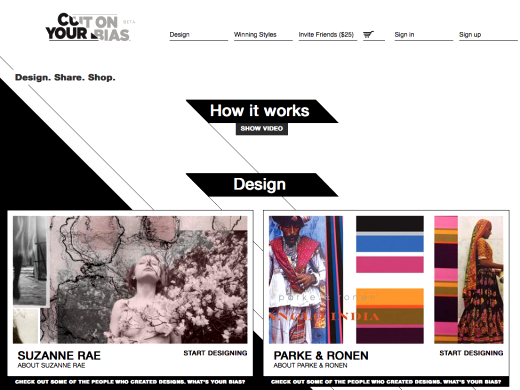 CUT ON
YOUR BIAS
BETA
Design
Winning Styles
Invite Friends ($25)
Sign in
Sign up
Design. Share. Shop.
How it works
SHOW VIDEO
Design
parke & ronen
ANGLO INDIA
SUZANNE RAE
START DESIGNING
ABOUT SUZANNE RAE
CHECK OUT SOME OF THE PEOPLE WHO CREATED DESIGNS. WHAT'S YOUR BIAS?
PARKE & RONEN
START DESIGNING
ABOUT PARKE & RONEN
CHECK OUT SOME OF THE PEOPLE WHO CREATED DESIGNS. WHAT'S YOUR BIAS?